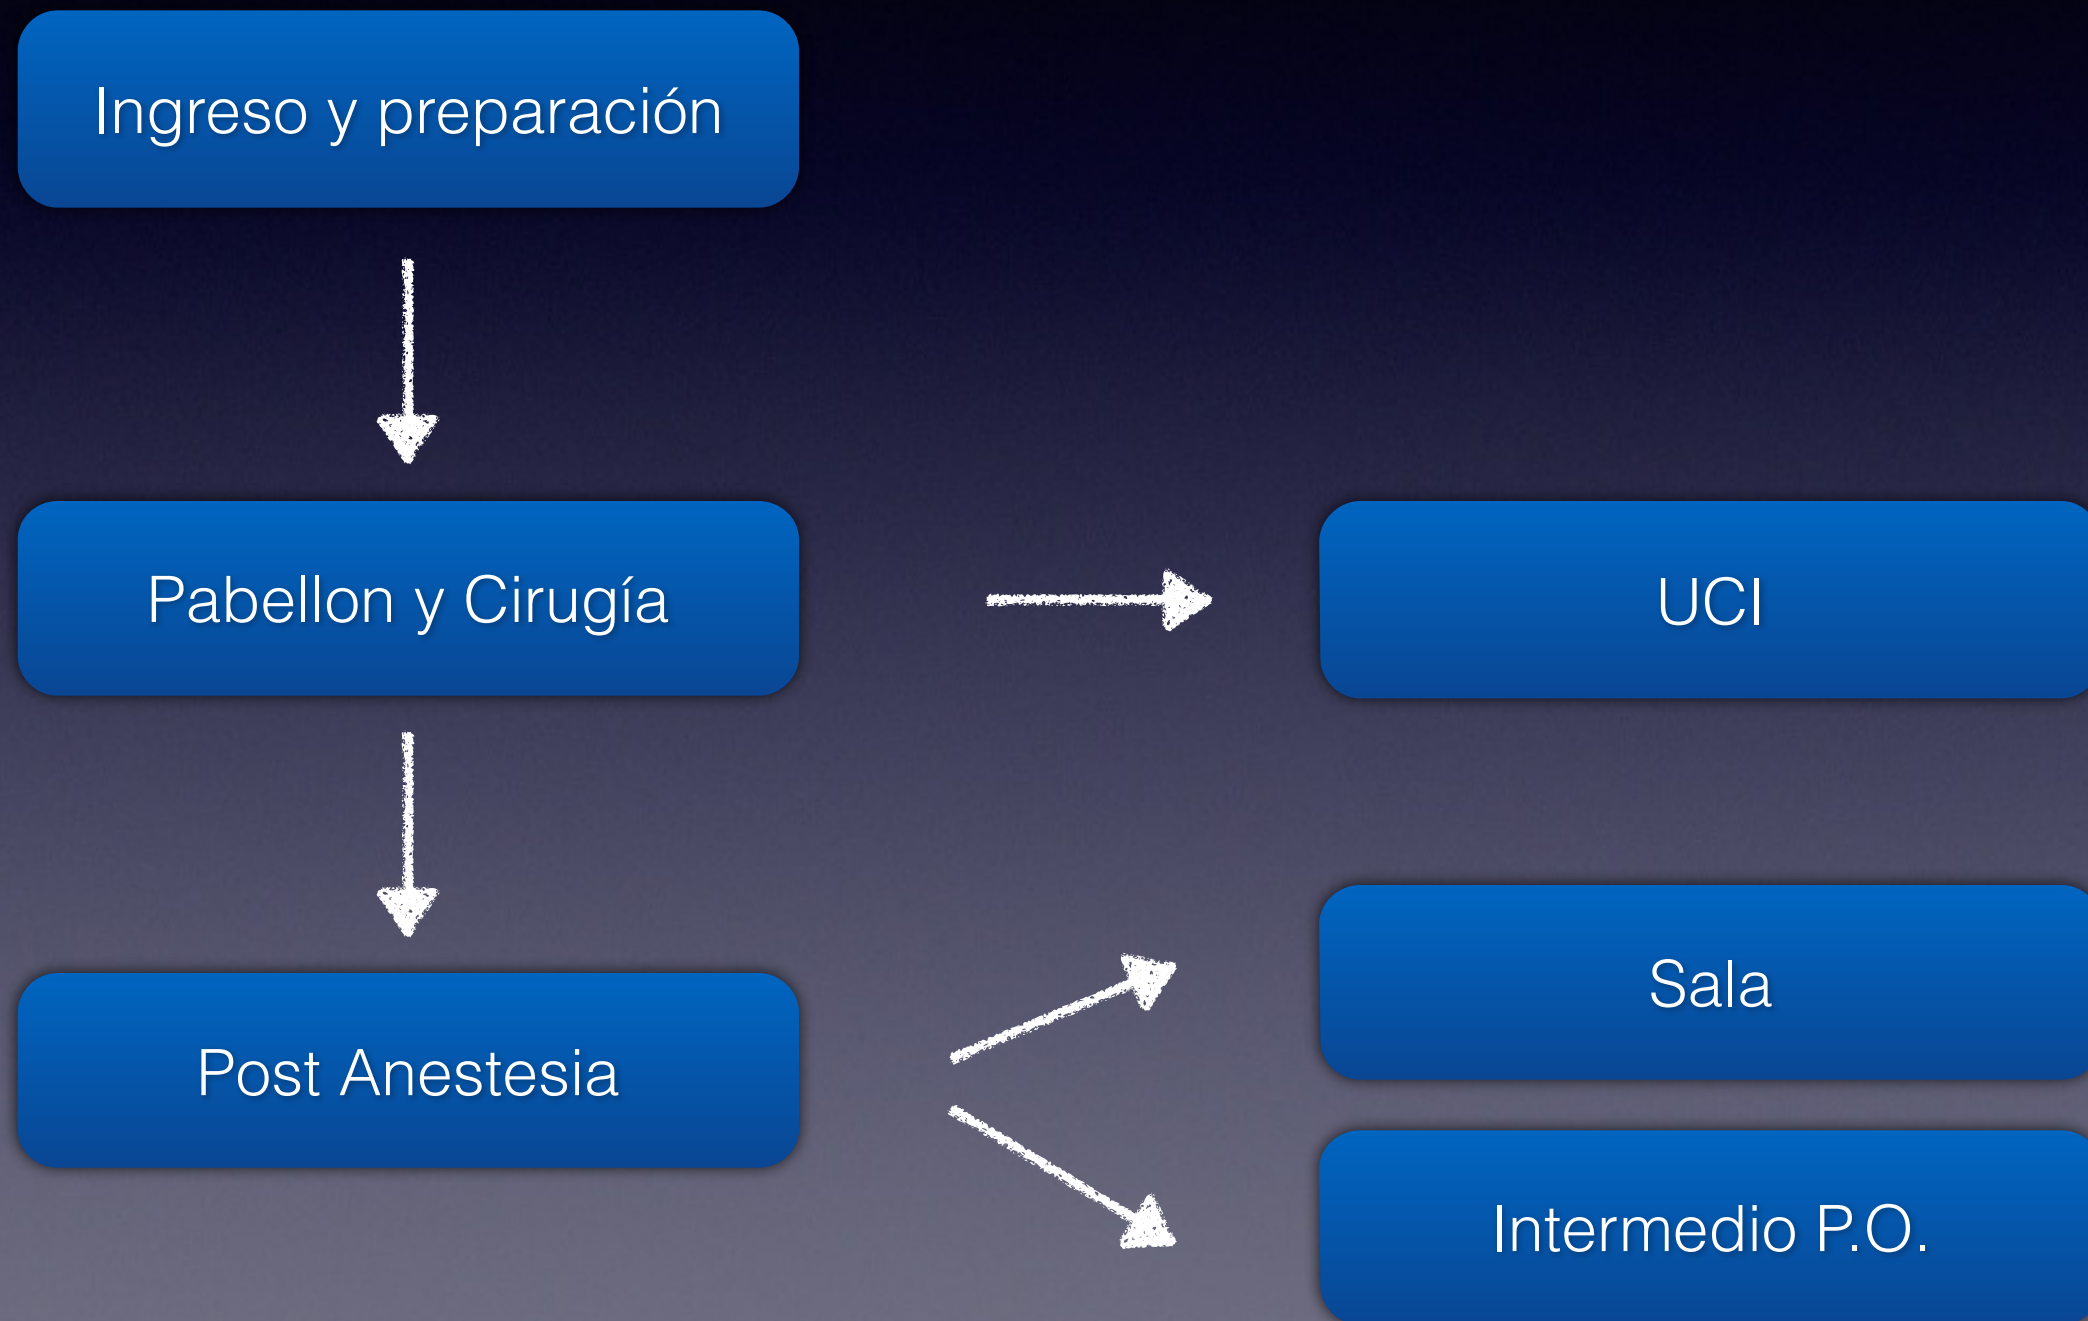 Ingreso y preparación
Pabellon y Cirugía
UCI
Post Anestesia
Sala
Intermedio P.O.